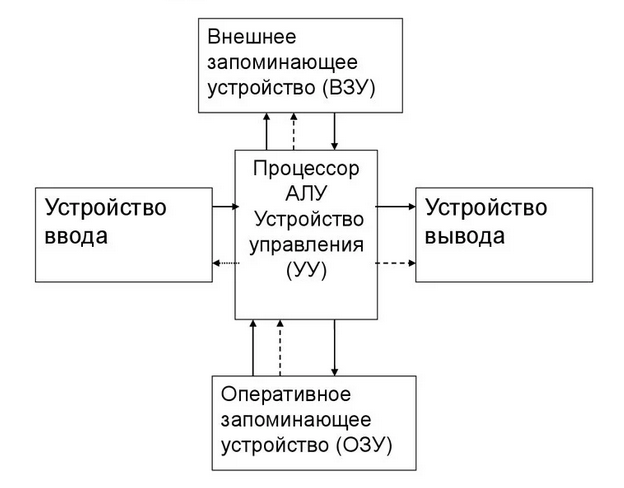 Внешнее
запоминающее
устройство (ВЗУ)
Процессор
АЛУ
Устройство
управления
(УУ)
Устройство
ввода
Устройство
вывода
Оперативное
запоминающее
устройство (ОЗУ)